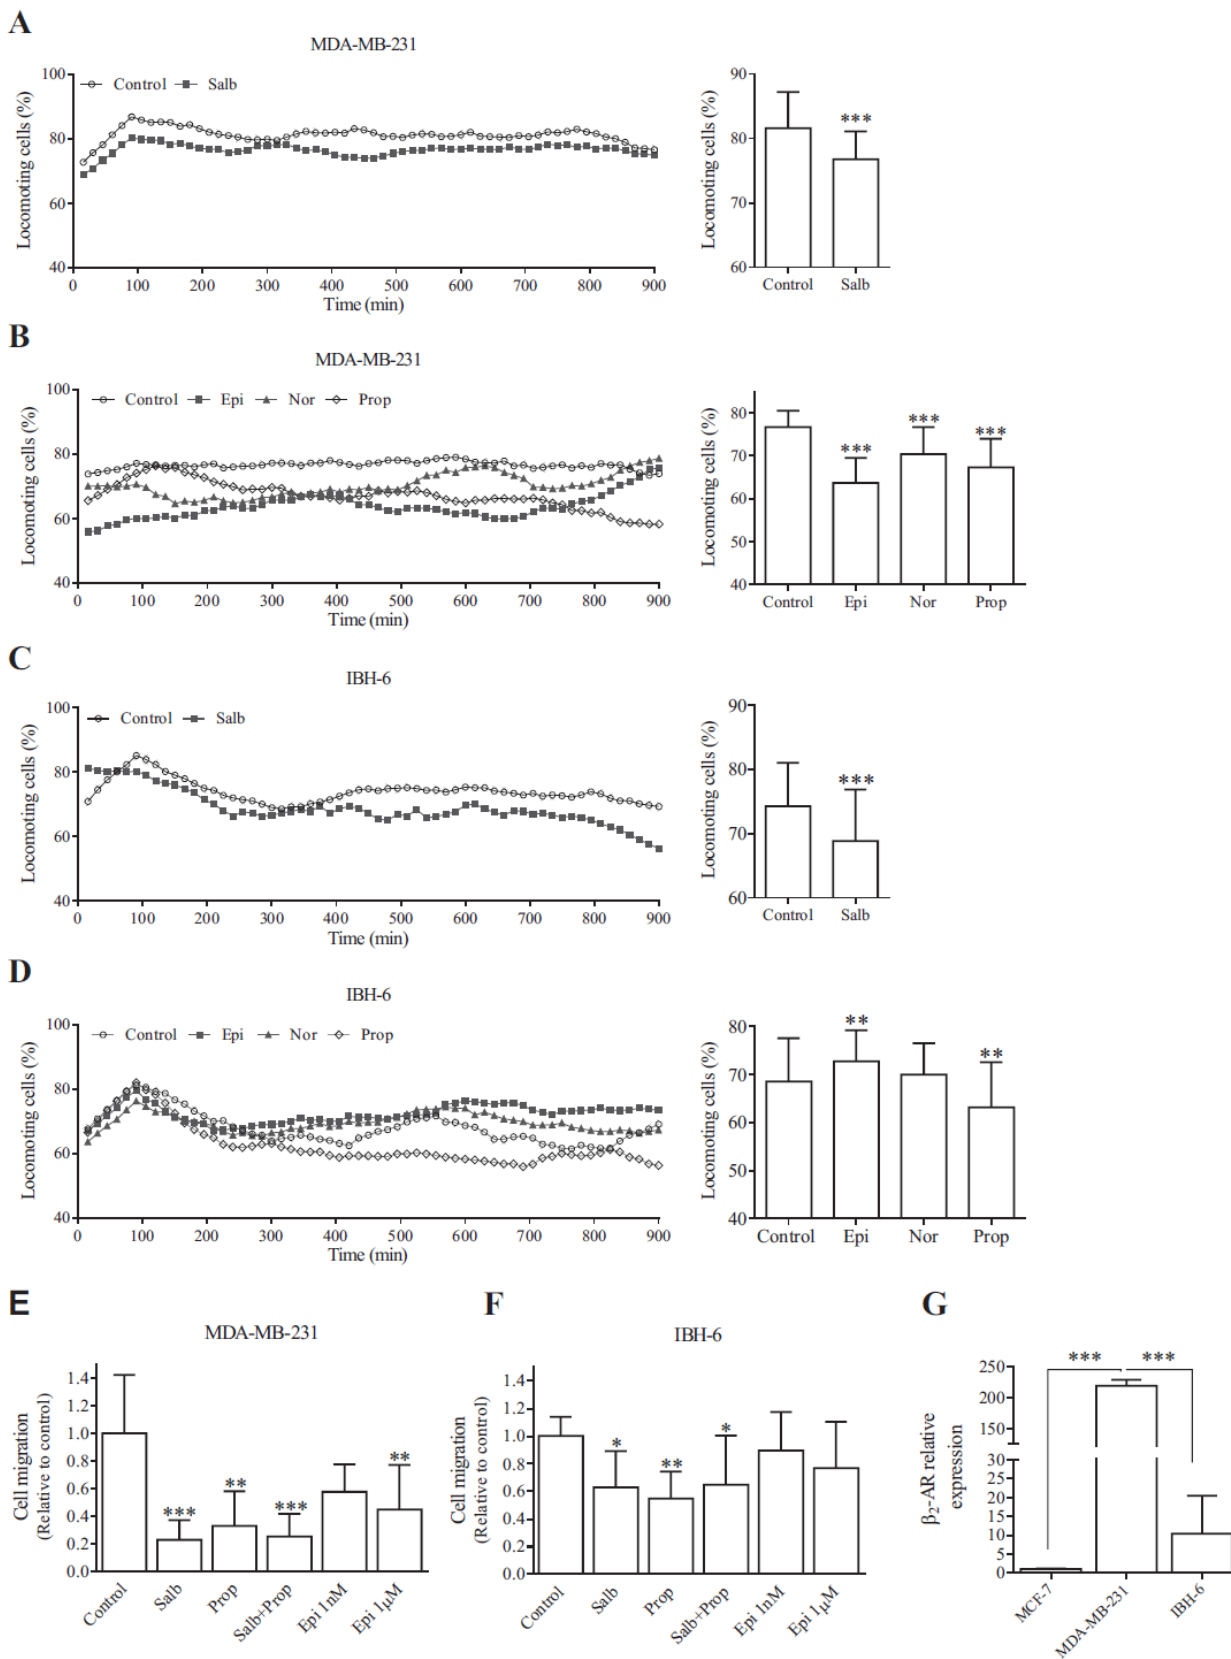 A
MDA-MB-231
Control Salb
Locomoting cells (%)
100
80
60
40
0 100 200 300 400 500 600 700 800 900
Time (min)
Locomoting cells (%)
90
80
70
60
***
Control Salb
B
MDA-MB-231
Control Epi Nor Prop
Locomoting cells (%)
100
80
60
40
0 100 200 300 400 500 600 700 800 900
Time (min)
Locomoting cells (%)
80
70
60
50
40
*** *** ***
Control Epi Nor Prop
C
IBH-6
Control Salb
Locomoting cells (%)
100
80
60
40
0 100 200 300 400 500 600 700 800 900
Time (min)
Locomoting cells (%)
90
80
70
60
***
Control Salb
D
IBH-6
Control Epi Nor Prop
Locomoting cells (%)
100
80
60
40
0 100 200 300 400 500 600 700 800 900
Time (min)
Locomoting cells (%)
80
70
60
50
40
** **
Control Epi Nor Prop
E
MDA-MB-231
Cell migration
(Relative to control)
1.4
1.0
0.6
0.4
0.2
0.0
*** ** *** **
Control Salb Prop Salb+Prop Epi 1nM Epi 1µM
F
IBH-6
Cell migration
(Relative to control)
1.4
1.0
0.8
0.6
0.4
0.2
0.0
* ** *
Control Salb Prop Salb+Prop Epi 1nM Epi 1µM
G
β2-AR relative
expression
250
200
150
30
20
15
10
5
0
*** ***
MCF-7 MDA-MB-231 IBH-6